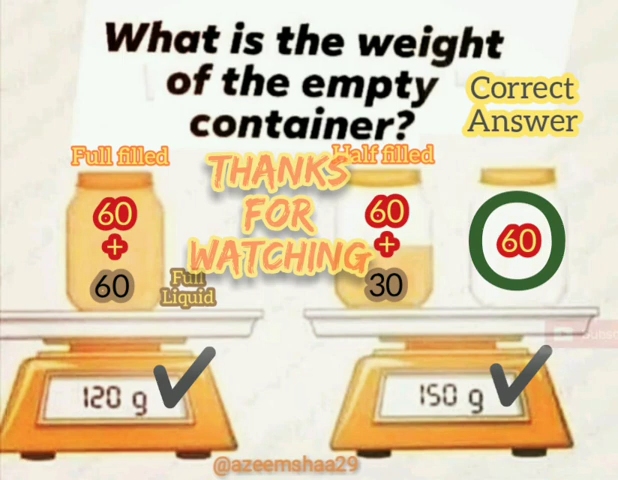 What is the weight
of the empty
container?
Correct
Answer
Full filled
Half filled
THANKS
FOR
WATCHING
60
+
60
Full
Liquid
60
+
30
60
120 g
150 g
@azeemshaa29